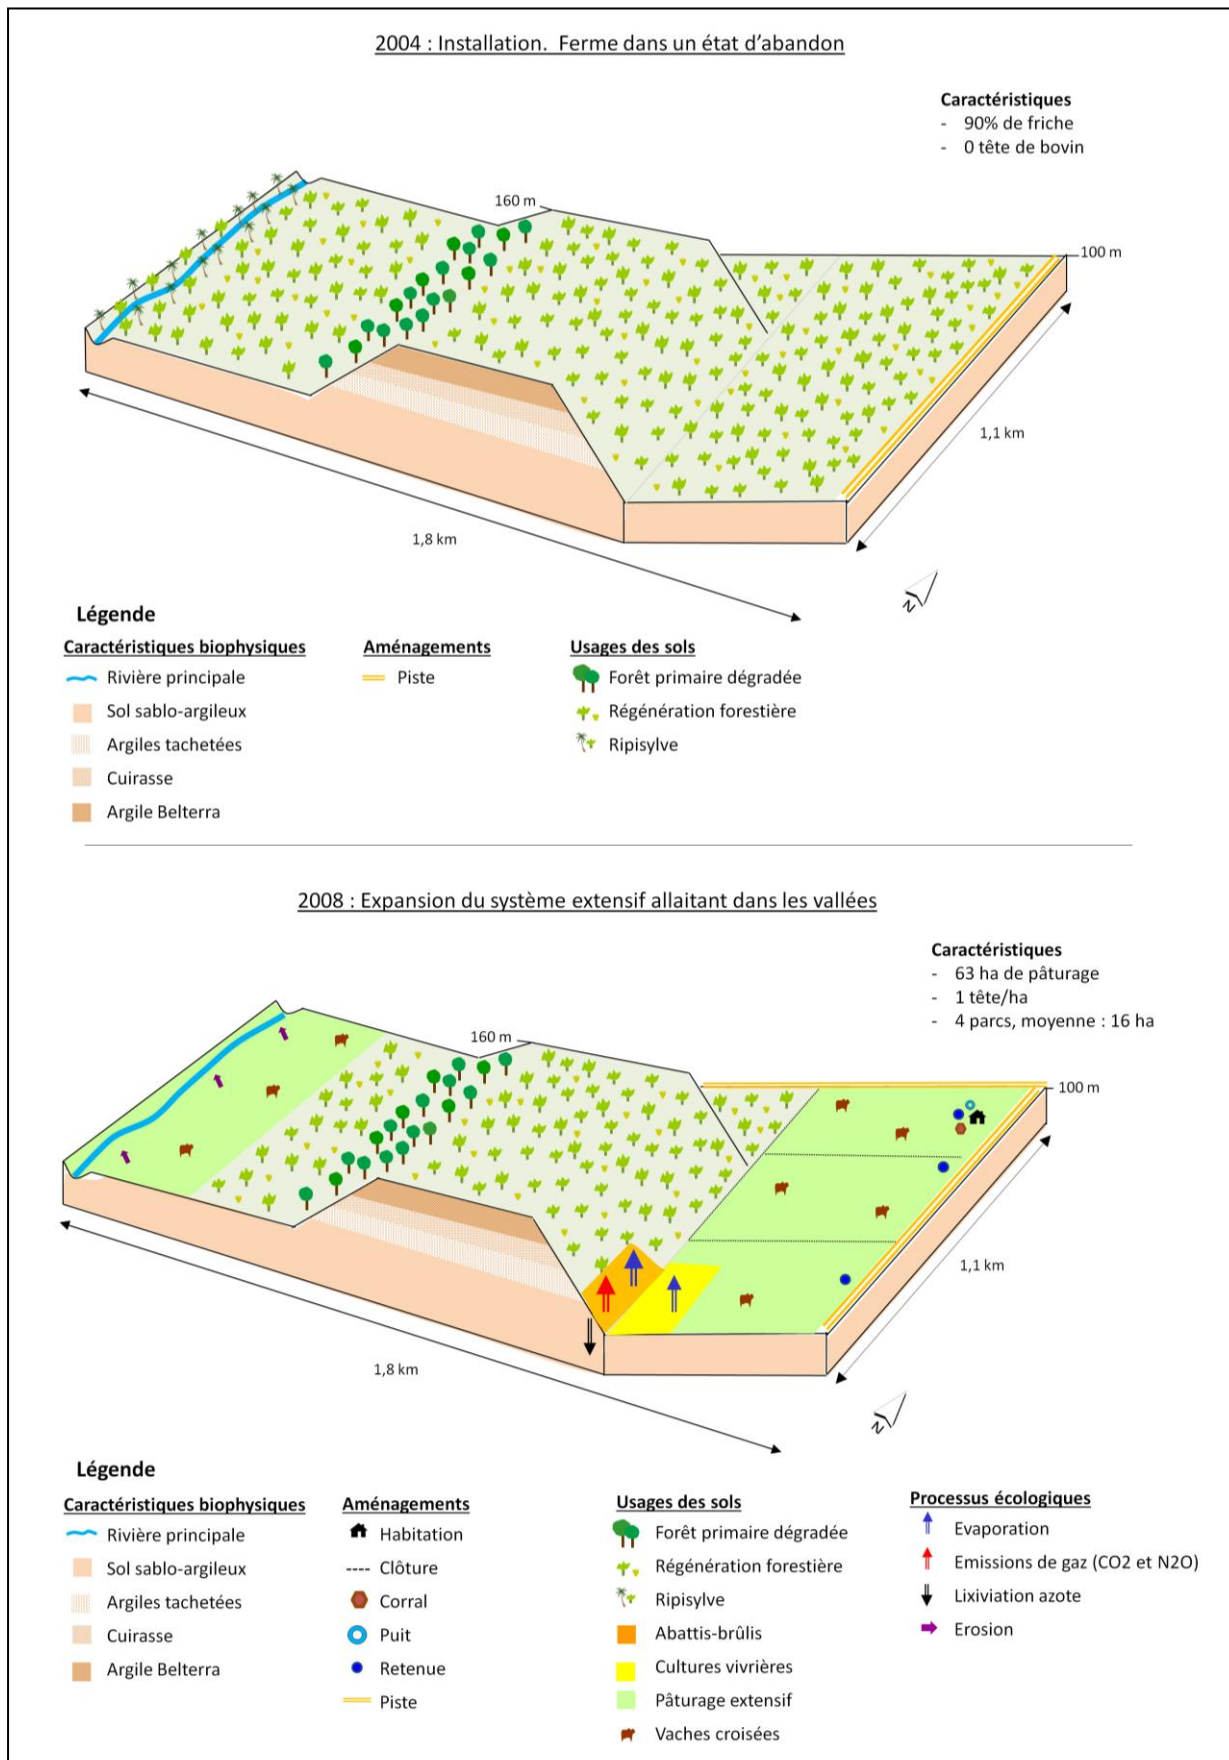 2004 : Installation. Ferme dans un état d'abandon
Caractéristiques
- 90% de friche
- 0 tête de bovin
160 m
100 m
1,1 km
1,8 km
N
Légende
Caractéristiques biophysiques
Rivière principale
Sol sablo-argileux
Argiles tachetées
Cuirasse
Argile Belterra
Aménagements
Piste
Usages des sols
Forêt primaire dégradée
Régénération forestière
Ripisylve
2008 : Expansion du système extensif allaitant dans les vallées
Caractéristiques
- 63 ha de pâturage
- 1 tête/ha
- 4 parcs, moyenne : 16 ha
160 m
100 m
1,1 km
1,8 km
N
Légende
Caractéristiques biophysiques
Rivière principale
Sol sablo-argileux
Argiles tachetées
Cuirasse
Argile Belterra
Aménagements
Habitation
Clôture
Corral
Puit
Retenue
Piste
Usages des sols
Forêt primaire dégradée
Régénération forestière
Ripisylve
Abattis-brûlis
Cultures vivrières
Pâturage extensif
Vaches croisées
Processus écologiques
Evaporation
Emissions de gaz (CO2 et N2O)
Lixiviation azote
Erosion